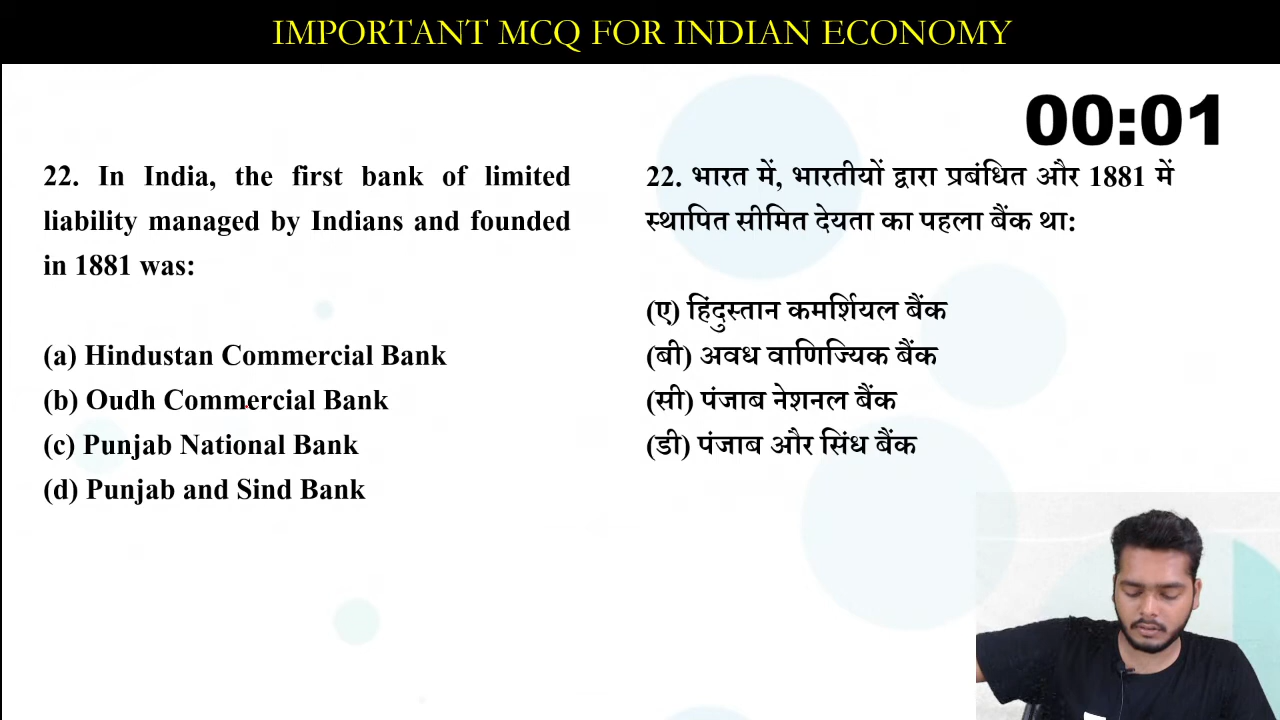 IMPORTANT MCQ FOR INDIAN ECONOMY
00:01
22. In India, the first bank of limited
liability managed by Indians and founded
in 1881 was:
(a) Hindustan Commercial Bank
(b) Oudh Commercial Bank
(c) Punjab National Bank
(d) Punjab and Sind Bank
22. भारत में, भारतीयों द्वारा प्रबंधित और 1881 में
स्थापित सीमित देयता का पहला बैंक था:
(ए) हिंदुस्तान कमर्शियल बैंक
(बी) अवध वाणिज्यिक बैंक
(सी) पंजाब नेशनल बैंक
(डी) पंजाब और सिंध बैंक